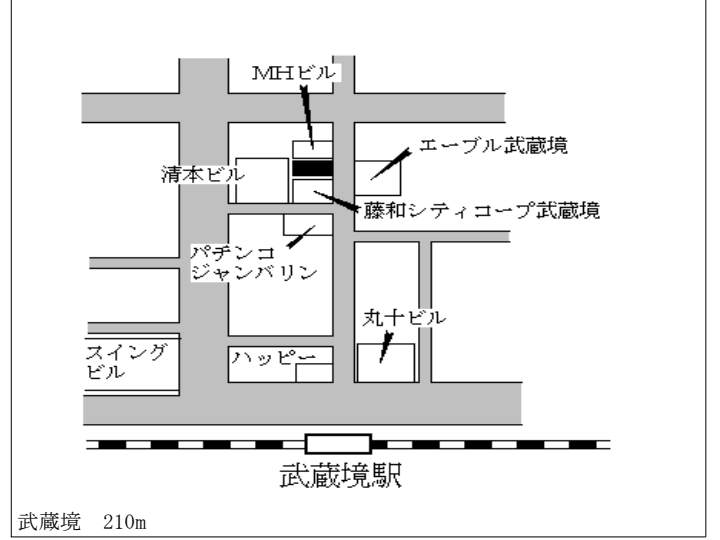 MHビル
エーブル武蔵境
清本ビル
藤和シティコープ武蔵境
パチンコ
ジャンバリン
丸十ビル
スイング
ビル
ハッピー
武蔵境駅
武蔵境　210m